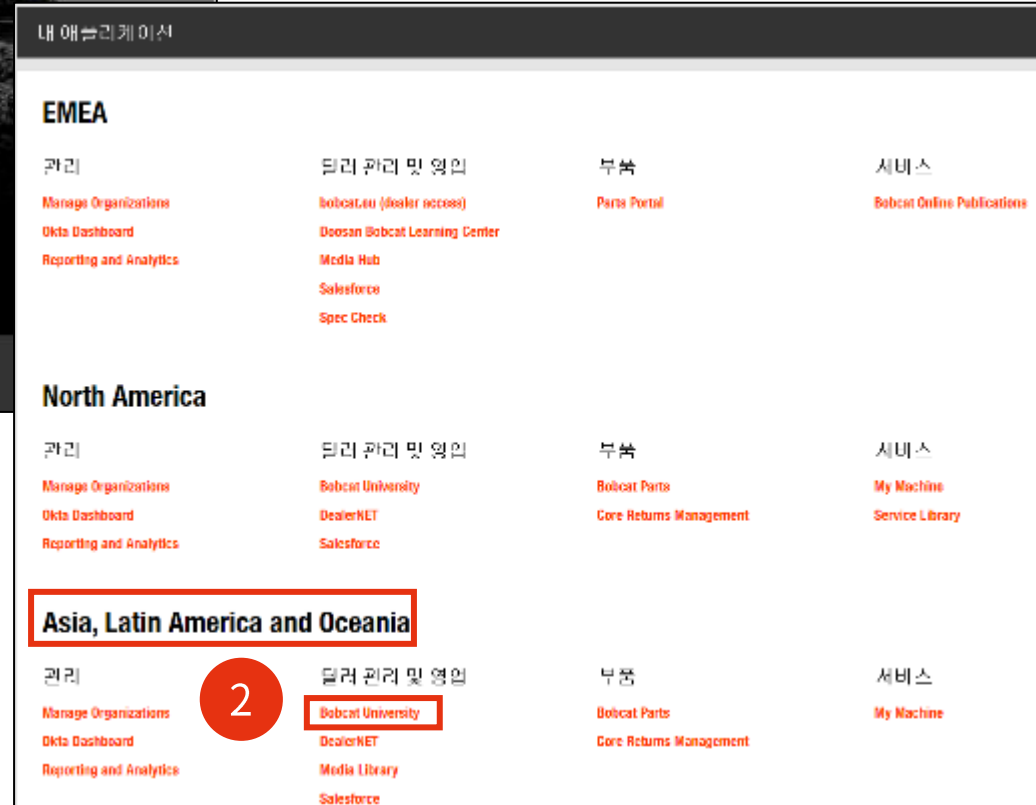 내 애플리케이션
EMEA
관리
딜러 관리 및 영업
부품
서비스
Manage Organizations
bobcat.eu (dealer access)
Parts Portal
Bobcat Online Publications
Okta Dashboard
Doosan Bobcat Learning Center
Reporting and Analytics
Media Hub
Salesforce
Spec Check
North America
관리
딜러 관리 및 영업
부품
서비스
Manage Organizations
Bobcat University
Bobcat Parts
My Machine
Okta Dashboard
DealerNET
Core Returns Management
Service Library
Reporting and Analytics
Salesforce
Asia, Latin America and Oceania
관리
딜러 관리 및 영업
부품
서비스
2
Manage Organizations
Bobcat University
Bobcat Parts
My Machine
Okta Dashboard
DealerNET
Core Returns Management
Reporting and Analytics
Media Library
Salesforce